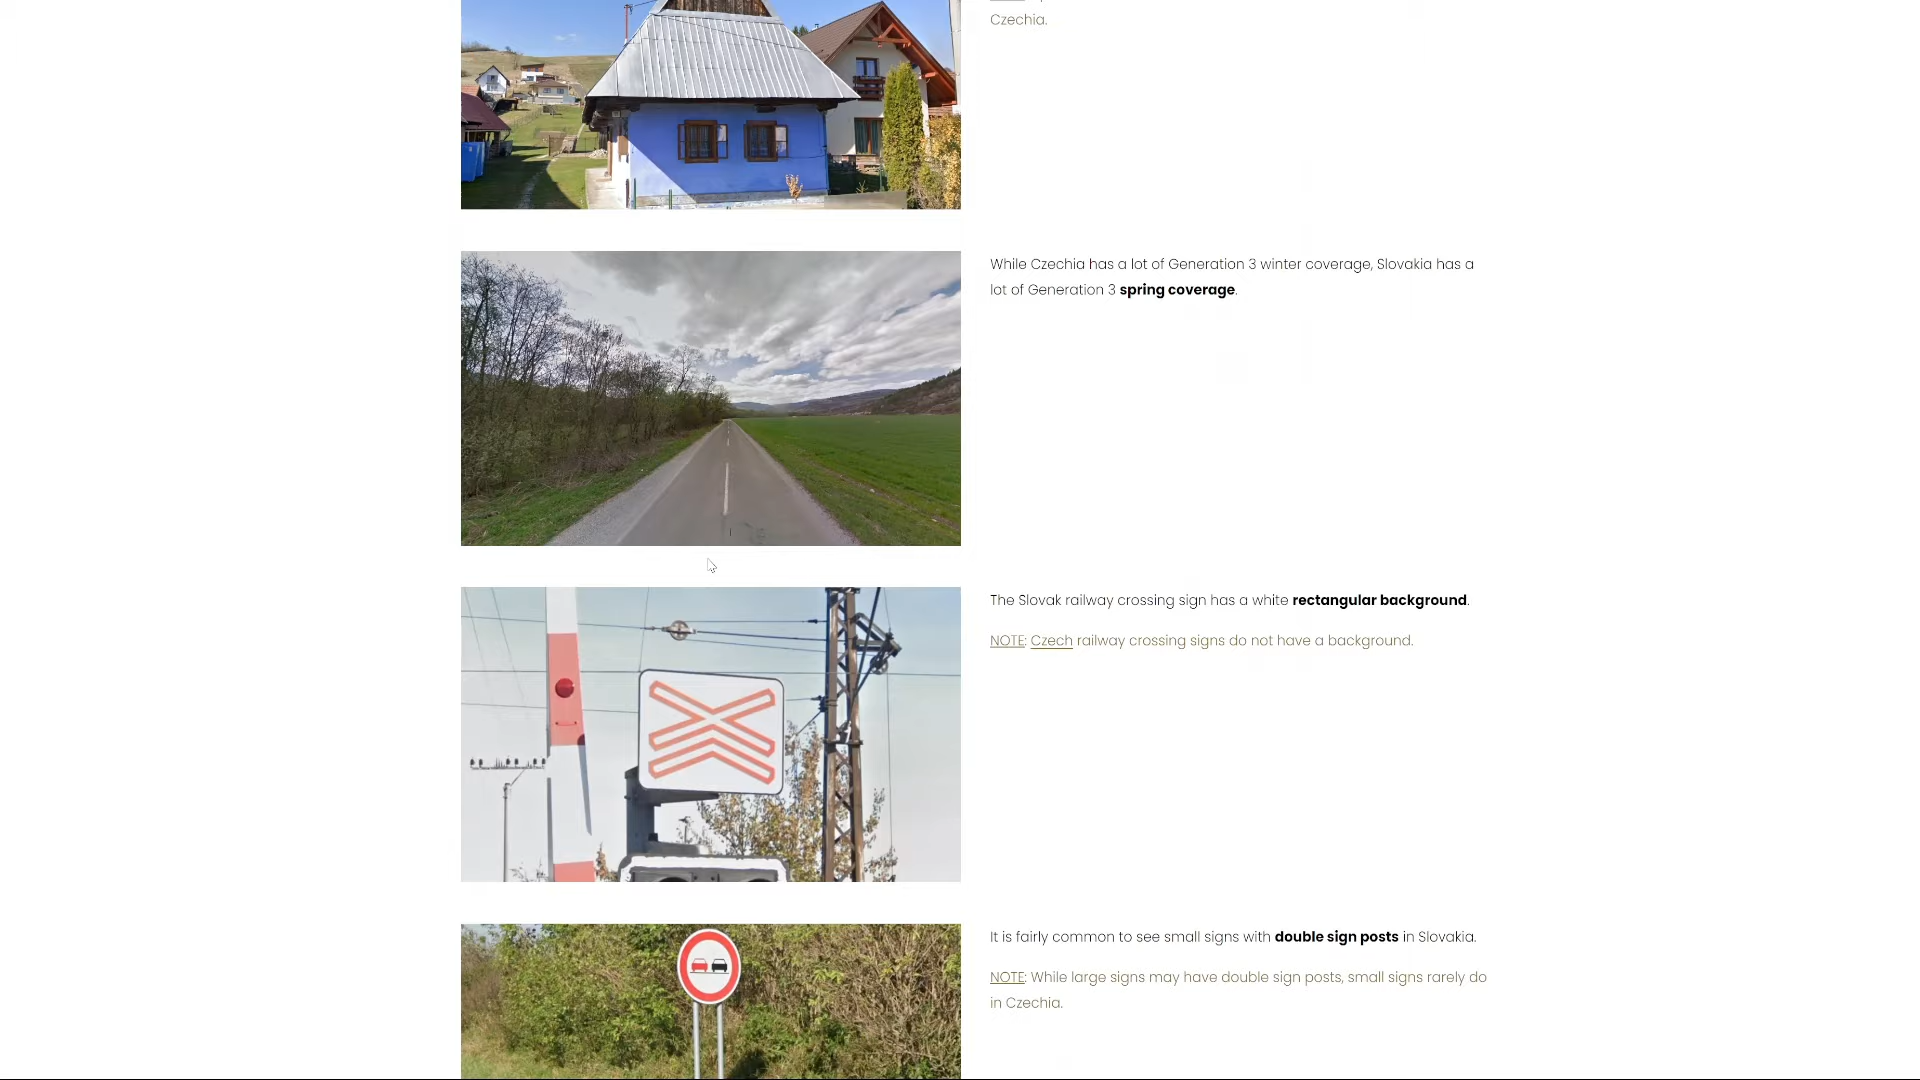 Czechia.
While Czechia has a lot of Generation 3 winter coverage, Slovakia has a
lot of Generation 3 spring coverage.
The Slovak railway crossing sign has a white rectangular background.
NOTE: Czech railway crossing signs do not have a background.
It is fairly common to see small signs with double sign posts in Slovakia.
NOTE: While large signs may have double sign posts, small signs rarely do
in Czechia.